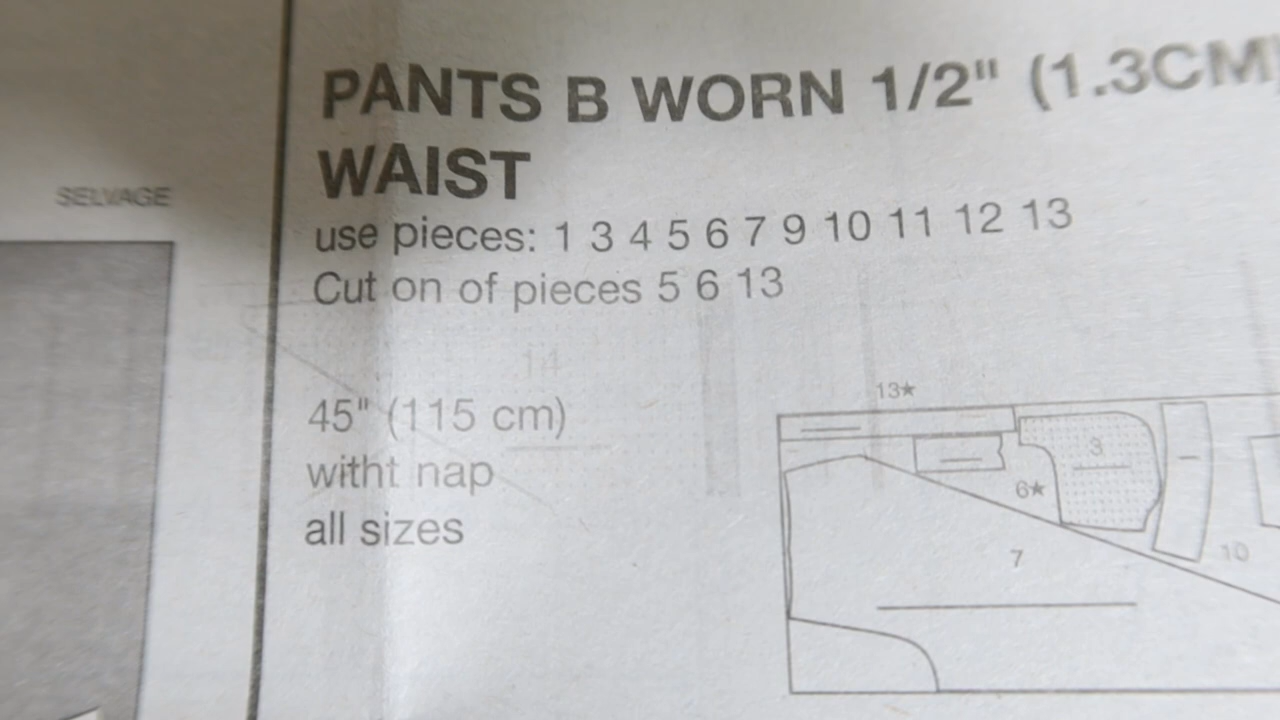 PANTS B WORN 1/2" (1.3CM)
WAIST
use pieces: 1 3 4 5 6 7 9 10 11 12 13
Cut on of pieces 5 6 13
SELVAGE
14
45" (115 cm)
witht nap
all sizes
13★
3
6★
7
10